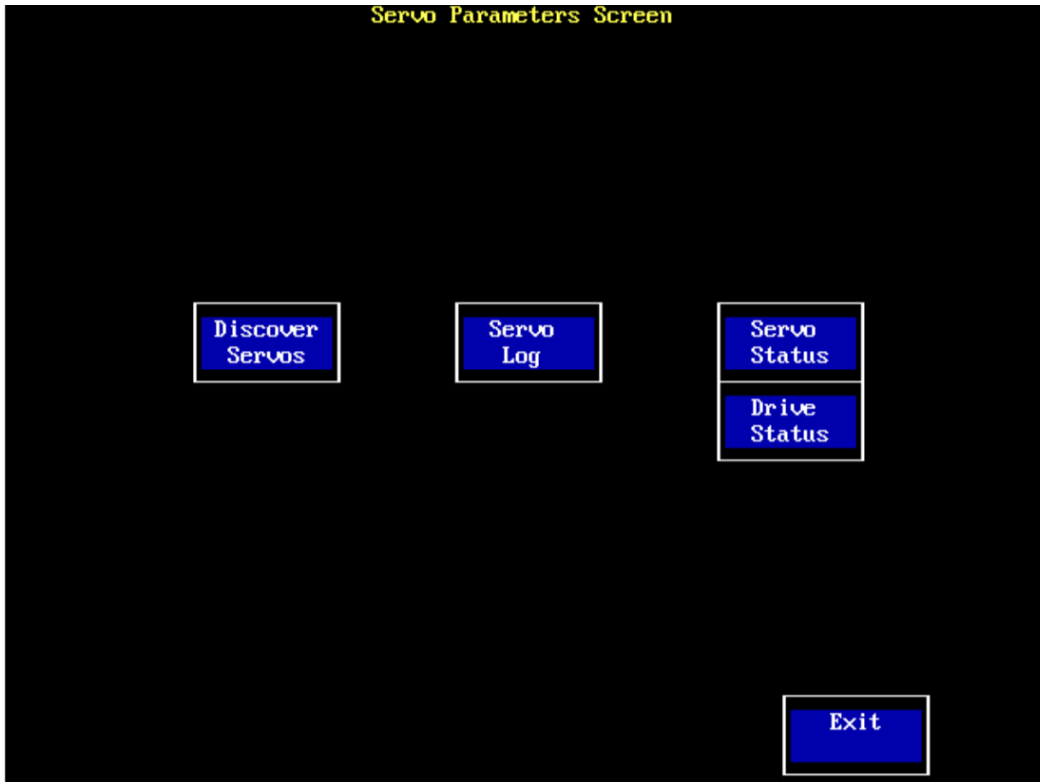 Servo Parameters Screen
Discover
Servos
Servo
Log
Servo
Status
Drive
Status
Exit